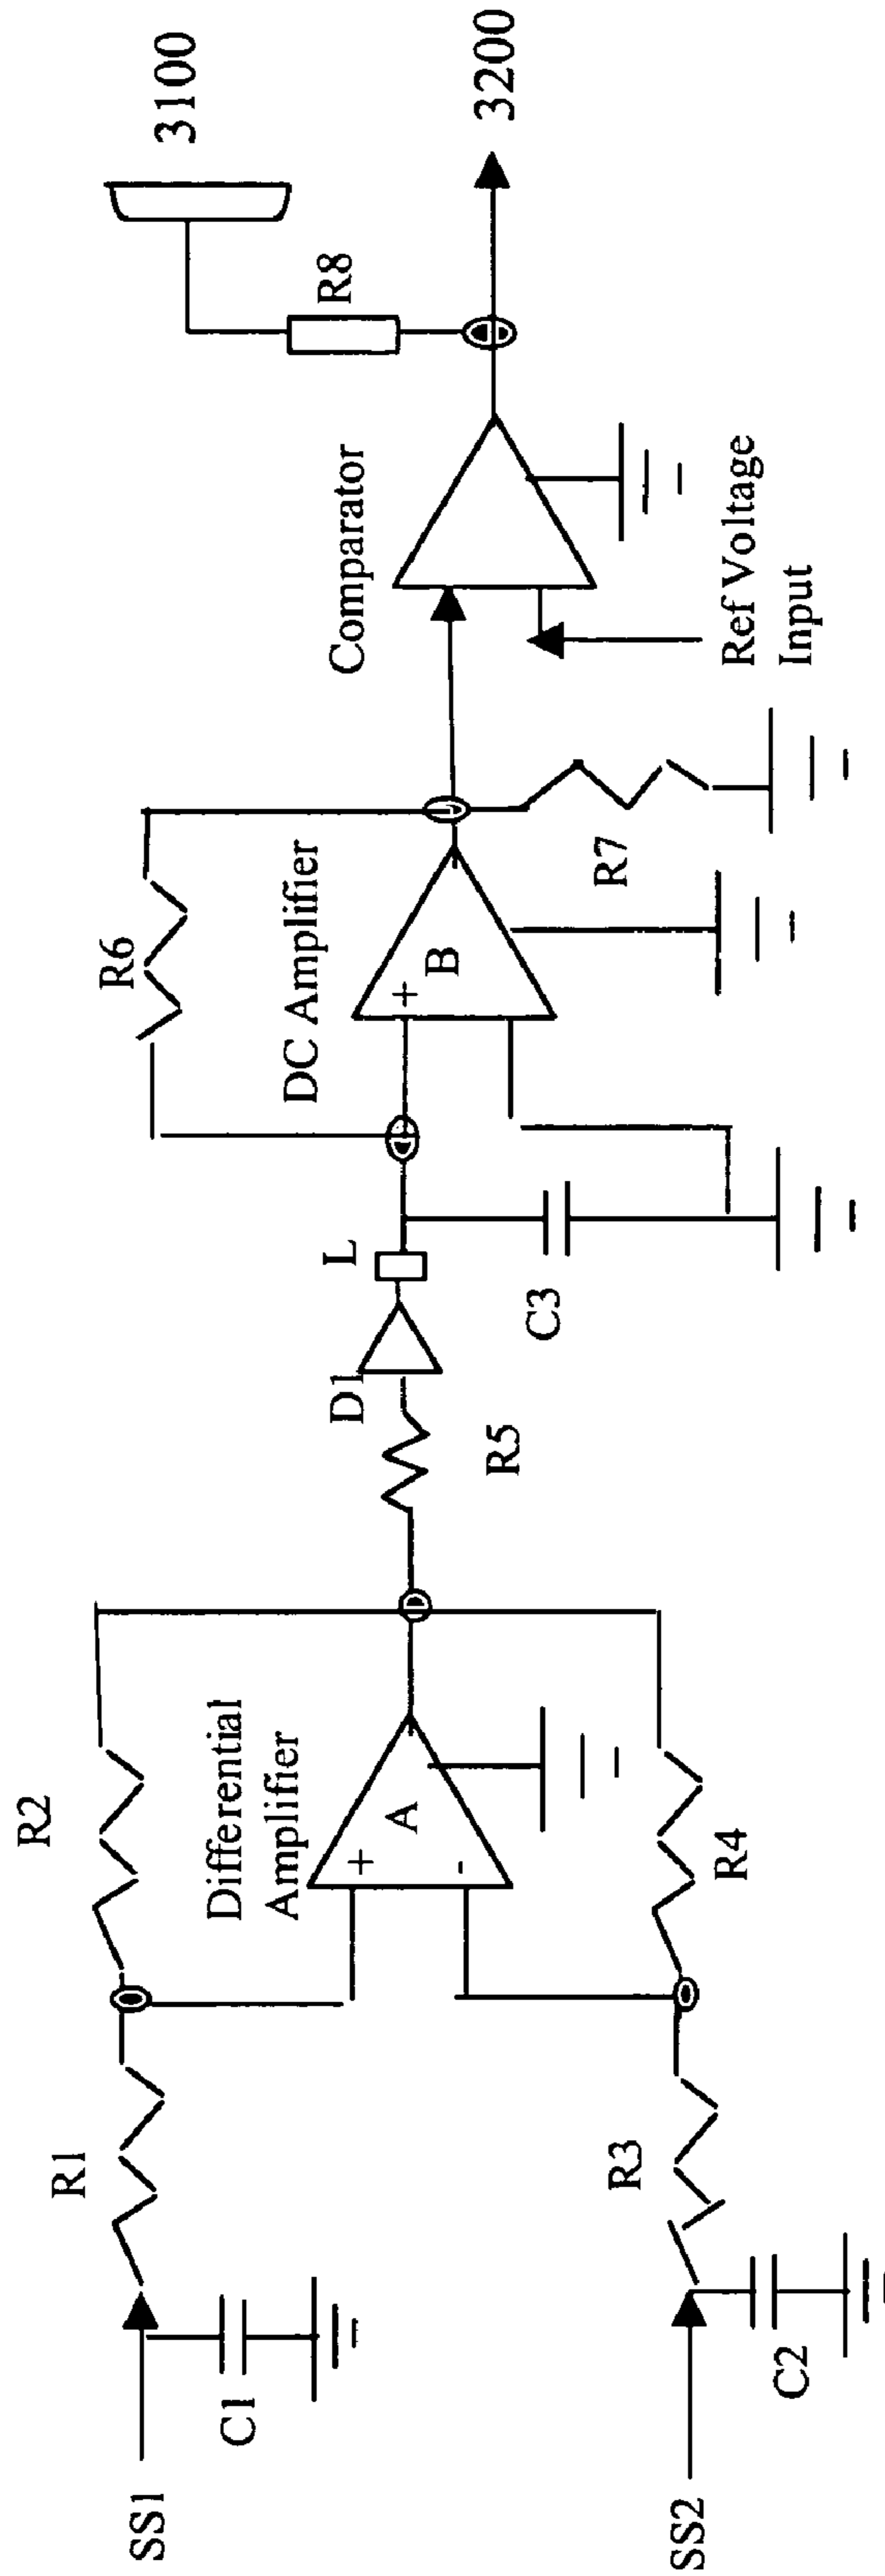 SS1
C1
R1
R2
Differential
Amplifier
+
A
-
SS2
C2
R3
R4
R5
D1
L
C3
R6
DC Amplifier
+
B
R7
Comparator
Ref Voltage
Input
R8
3100
3200